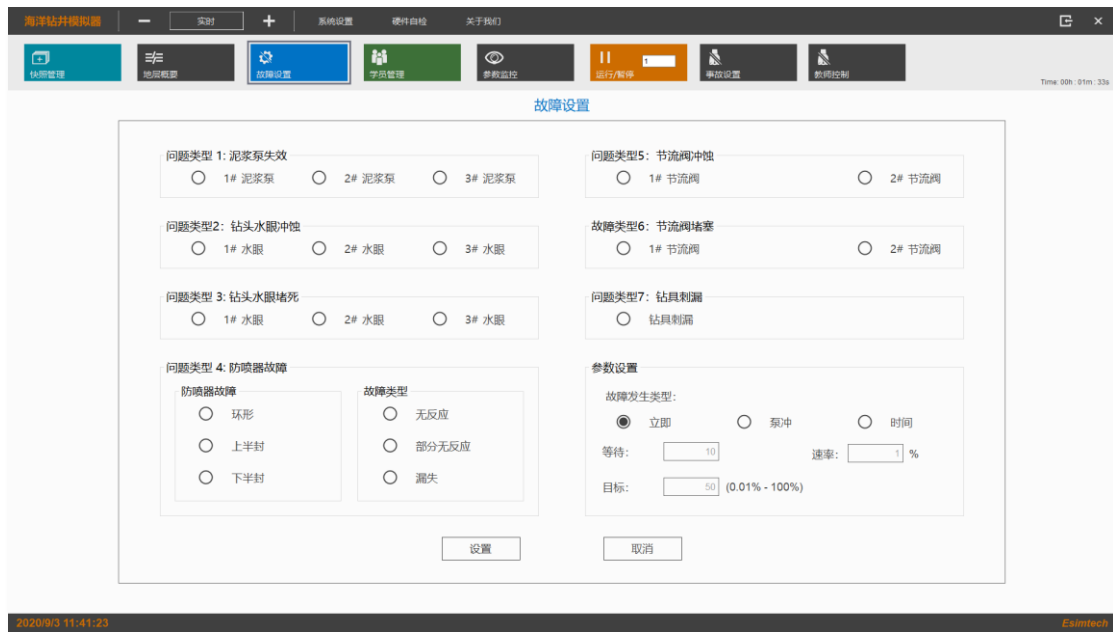 海洋钻井模拟器 实时 系统设置 硬件自检 关于我们
快照管理 地层概要 故障设置 学员管理 参数监控 运行/暂停 1 事故设置 教师控制
Time: 00h : 01m : 33s
故障设置
问题类型 1: 泥浆泵失效
1# 泥浆泵 2# 泥浆泵 3# 泥浆泵
问题类型2: 钻头水眼冲蚀
1# 水眼 2# 水眼 3# 水眼
问题类型 3: 钻头水眼堵死
1# 水眼 2# 水眼 3# 水眼
问题类型 4: 防喷器故障
防喷器故障
环形
上半封
下半封
故障类型
无反应
部分无反应
漏失
问题类型5: 节流阀冲蚀
1# 节流阀 2# 节流阀
故障类型6: 节流阀堵塞
1# 节流阀 2# 节流阀
问题类型7: 钻具刺漏
钻具刺漏
参数设置
故障发生类型:
立即 泵冲 时间
等待: 10 速率: 1 %
目标: 50 (0.01% - 100%)
设置 取消
2020/9/3 11:41:23 Esimtech